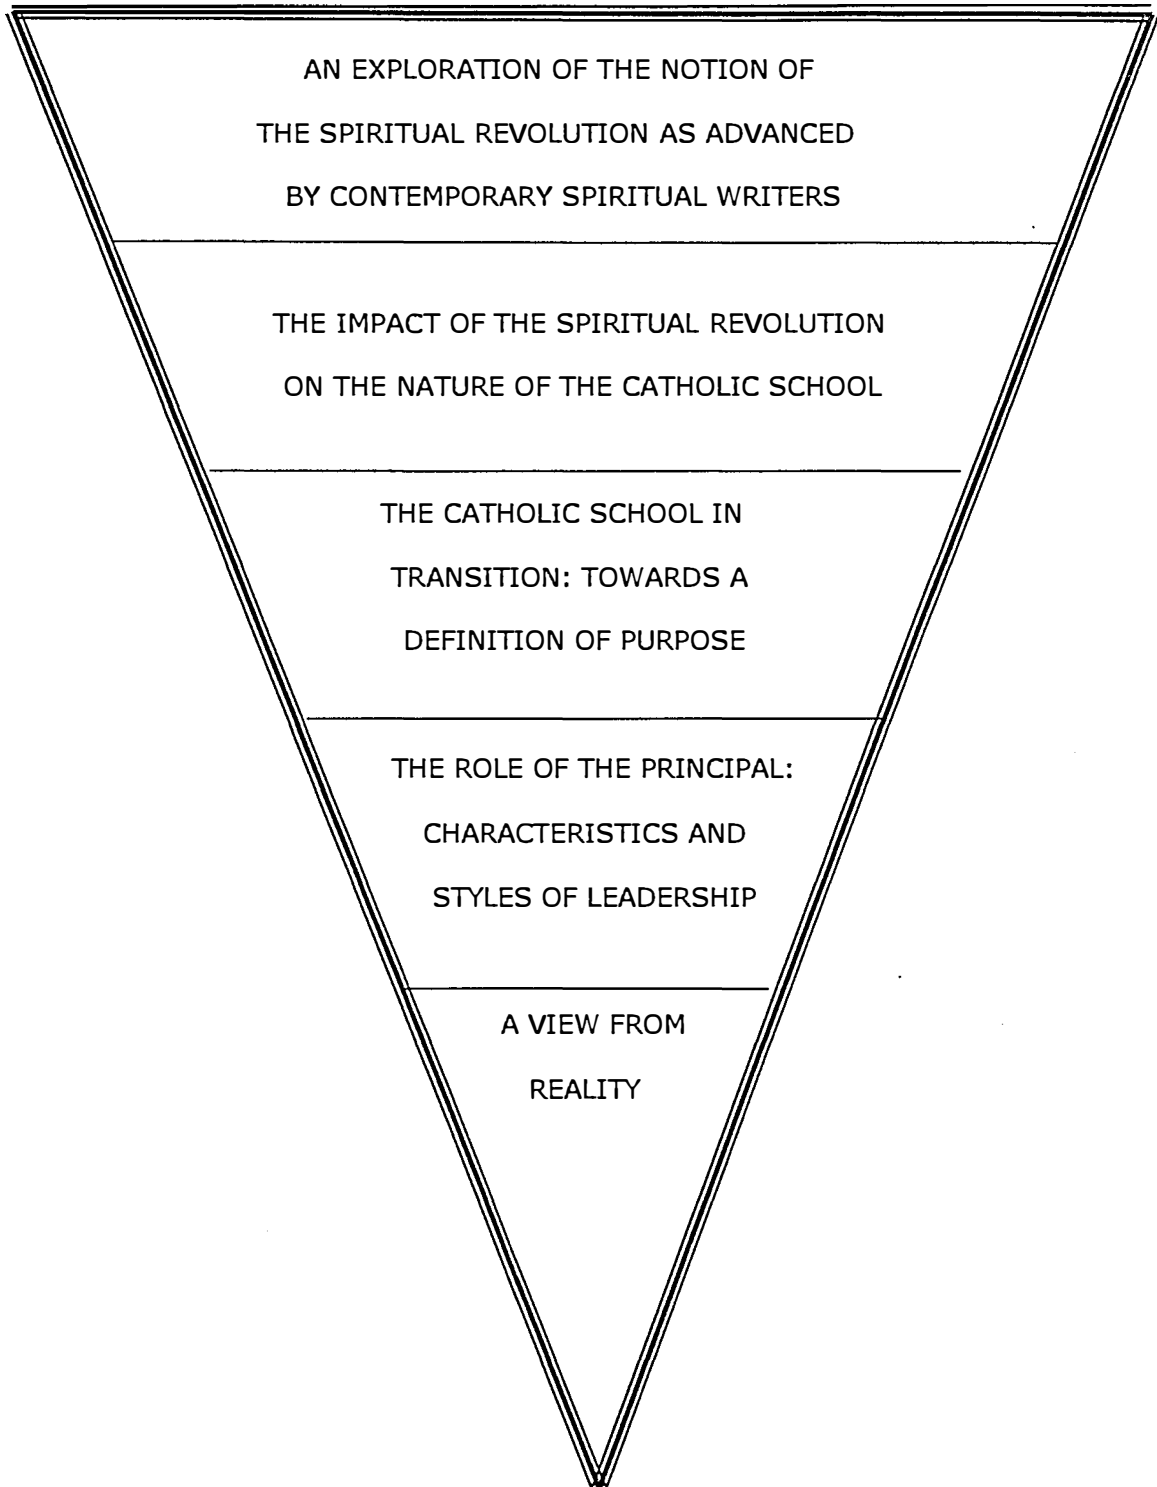 AN EXPLORATION OF THE NOTION OF
THE SPIRITUAL REVOLUTION AS ADVANCED
BY CONTEMPORARY SPIRITUAL WRITERS
THE IMPACT OF THE SPIRITUAL REVOLUTION
ON THE NATURE OF THE CATHOLIC SCHOOL
THE CATHOLIC SCHOOL IN
TRANSITION: TOWARDS A
DEFINITION OF PURPOSE
THE ROLE OF THE PRINCIPAL:
CHARACTERISTICS AND
STYLES OF LEADERSHIP
A VIEW FROM
REALITY